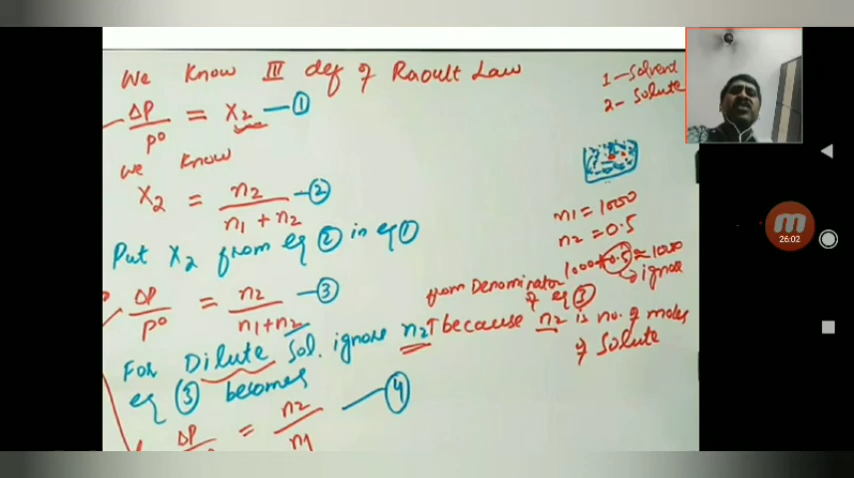 We Know III def of Raoult Law
ΔP/P° = X2 — ①
We Know
X2 = n2/(n1 + n2) — ②
Put X2 from eq ② in eq ①
ΔP/P° = n2/(n1+n2) — ③
For Dilute Sol. ignore n2↑ because n2 is no. of moles of Solute
from Denominator of eq ③
eq ③ becomes
ΔP = n2/n1 — ④
1 - Solvent
2 - Solute
n1 = 1000
n2 = 0.5
1000+0.5 ≈ 1000
→ ignor
M
26:02